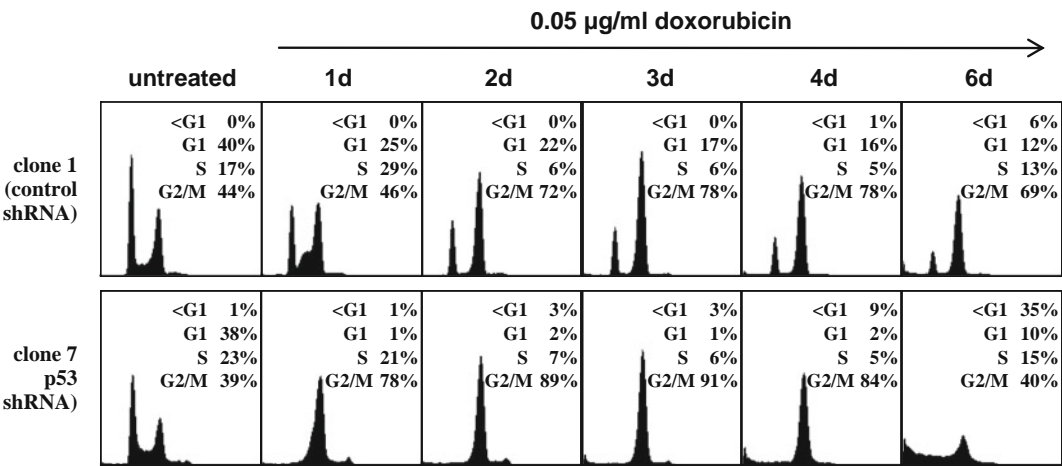 0.05 µg/ml doxorubicin
untreated 1d 2d 3d 4d 6d
clone 1
(control
shRNA)
<G1 0%
G1 40%
S 17%
G2/M 44%
<G1 0%
G1 25%
S 29%
G2/M 46%
<G1 0%
G1 22%
S 6%
G2/M 72%
<G1 0%
G1 17%
S 6%
G2/M 78%
<G1 1%
G1 16%
S 5%
G2/M 78%
<G1 6%
G1 12%
S 13%
G2/M 69%
clone 7
p53
shRNA)
<G1 1%
G1 38%
S 23%
G2/M 39%
<G1 1%
G1 1%
S 21%
G2/M 78%
<G1 3%
G1 2%
S 7%
G2/M 89%
<G1 3%
G1 1%
S 6%
G2/M 91%
<G1 9%
G1 2%
S 5%
G2/M 84%
<G1 35%
G1 10%
S 15%
G2/M 40%